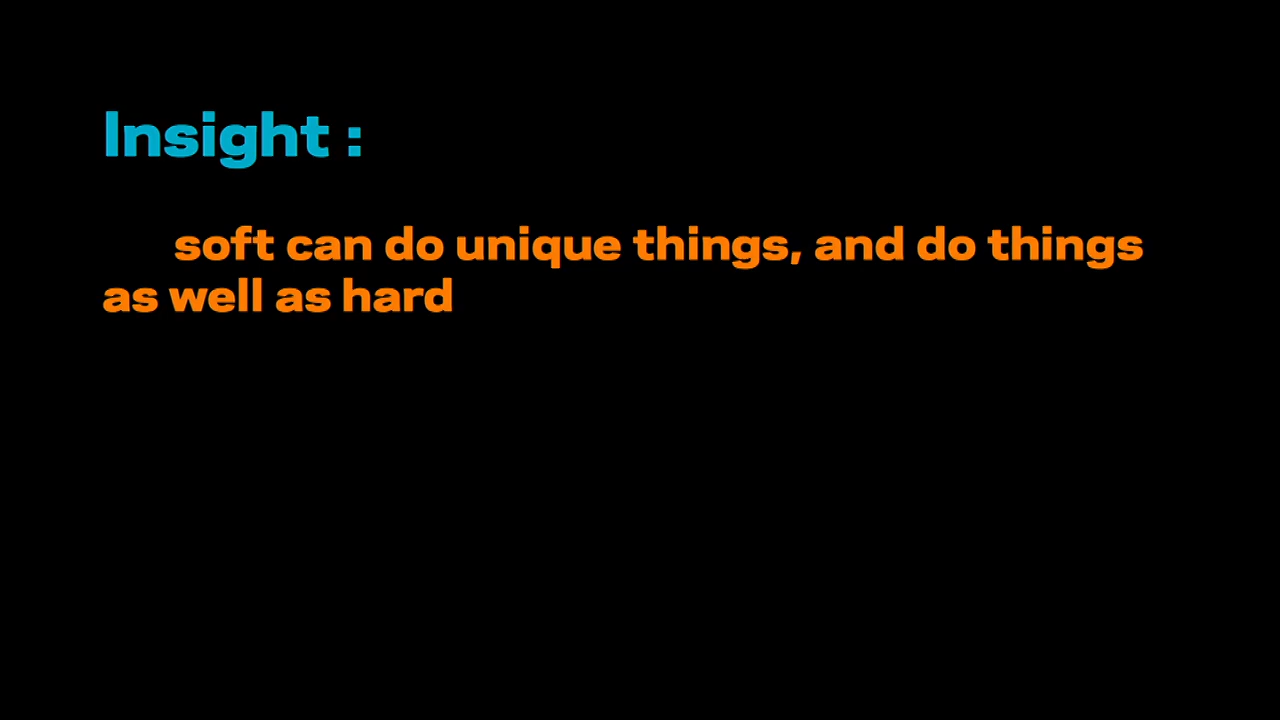 Insight :
soft can do unique things, and do things
as well as hard